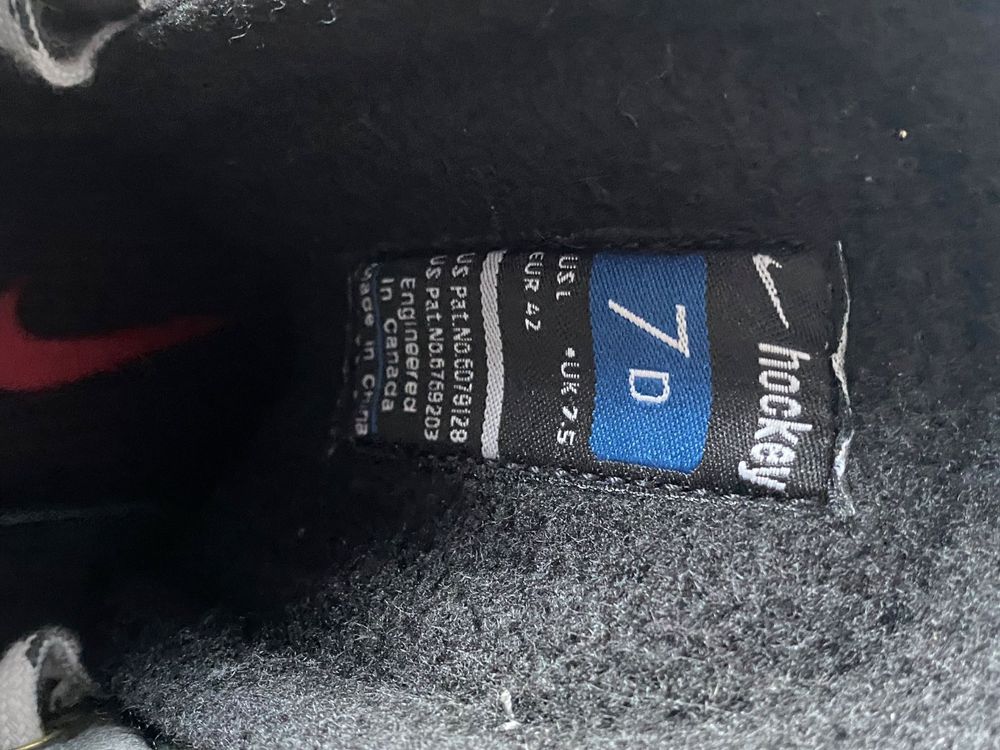 hockey
7 D
US L •UK 7.5
EUR 42
US Pat.No.6079128
US Pat.No.6769203
Engineered
In Canada
Made in China